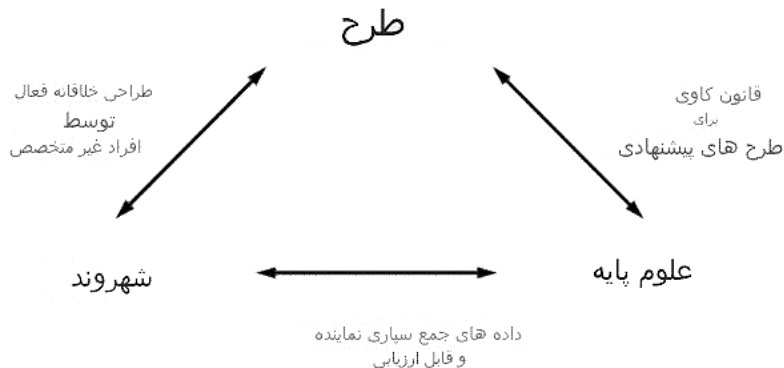 طرح
قانون کاوی
برای
طرح های پیشنهادی
طراحی خلاقانه فعال
توسط
افراد غیر متخصص
علوم پایه
شهروند
داده های جمع سپاری نماینده
و قابل ارزیابی